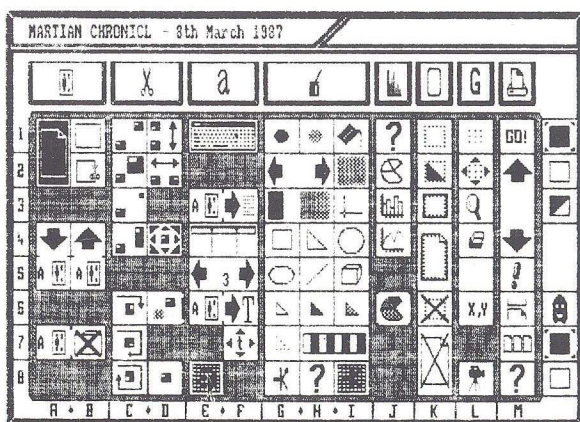 MARTIAN CHRONICL - 8th March 1987
a G
1 ? GO!
2
3 A
4
5 A A 3
6 A T X,Y
7 A t
8 ? ?
A • B C • D E • F G • H • I J K L M